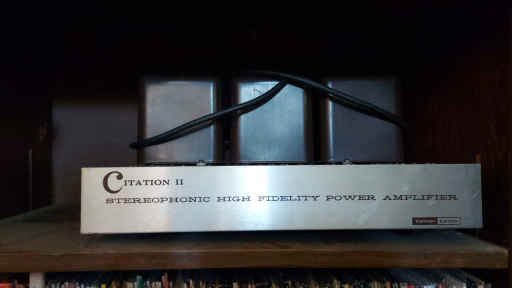 CITATION II
STEREOPHONIC HIGH FIDELITY POWER AMPLIFIER